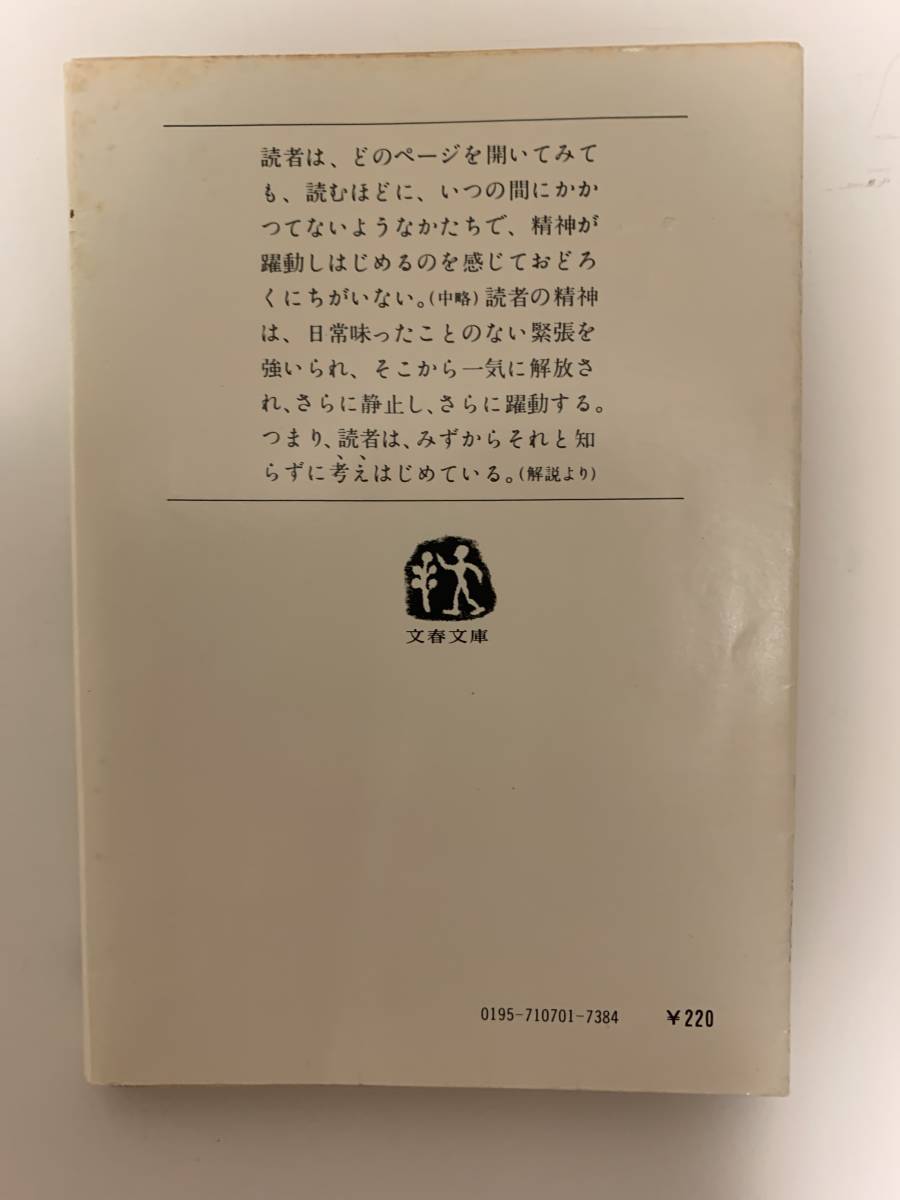 読者は、どのページを開いてみて
も、読むほどに、いつの間にかか
つてないようなかたちで、精神が
躍動しはじめるのを感じておどろ
くにちがいない。(中略)読者の精神
は、日常味ったことのない緊張を
強いられ、そこから一気に解放さ
れ、さらに静止し、さらに躍動する。
つまり、読者は、みずからそれと知
らずに考えはじめている。(解説より)
文春文庫
0195-710701-7384 ¥220